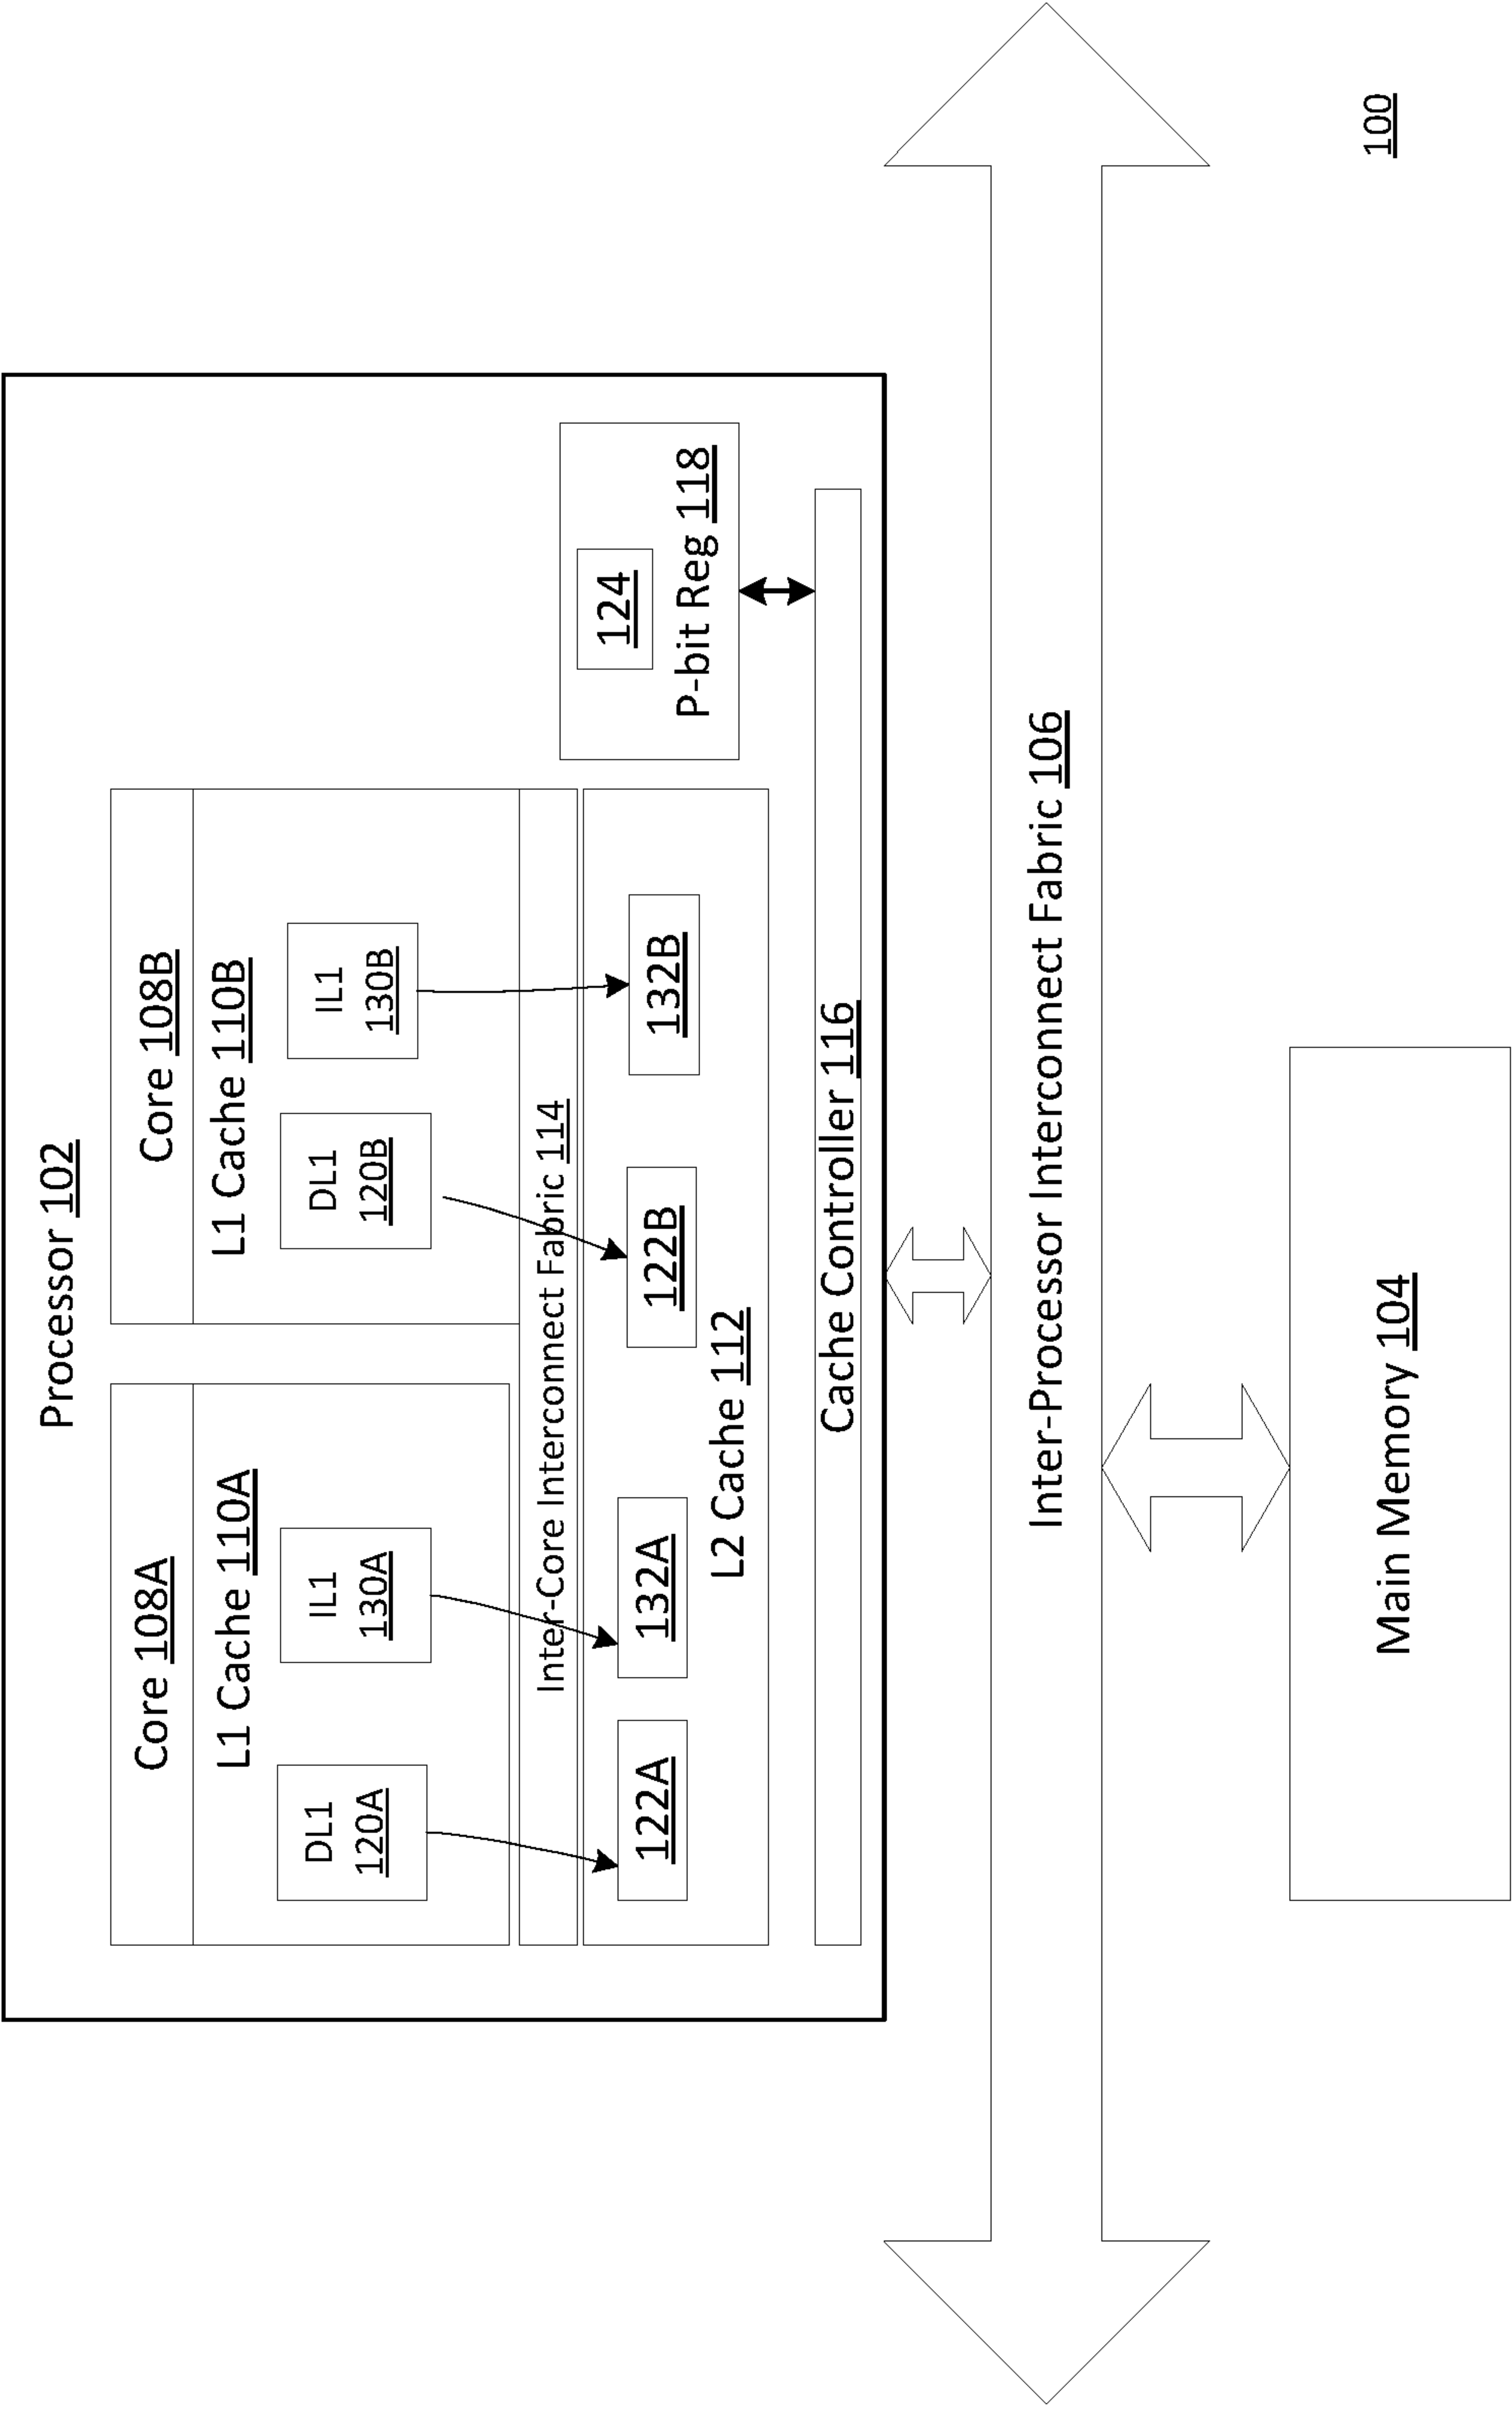 Processor 102
Core 108A
Core 108B
L1 Cache 110A
L1 Cache 110B
DL1
120A
IL1
130A
DL1
120B
IL1
130B
Inter-Core Interconnect Fabric 114
122A
132A
122B
132B
L2 Cache 112
124
P-bit Reg 118
Cache Controller 116
Inter-Processor Interconnect Fabric 106
Main Memory 104
100